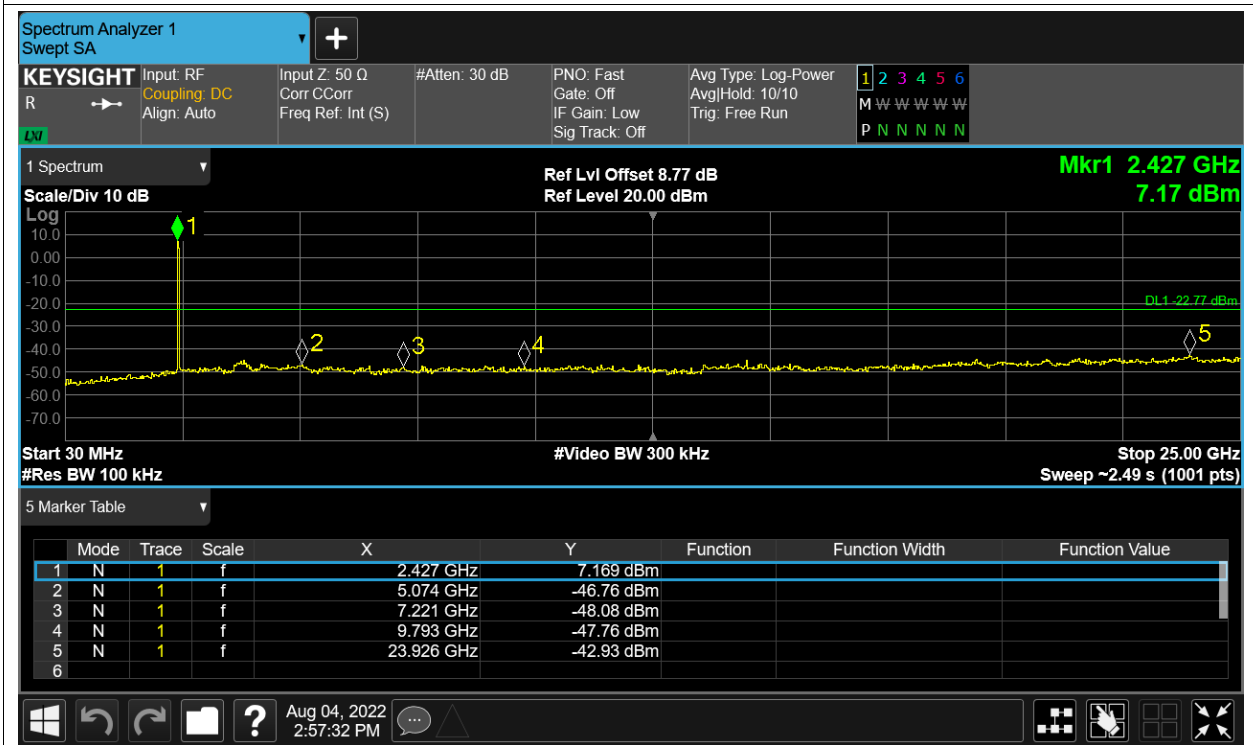 Spectrum Analyzer 1
Swept SA
KEYSIGHT Input: RF Input Z: 50 Ω #Atten: 30 dB PNO: Fast Avg Type: Log-Power 1 2 3 4 5 6
R Coupling: DC Corr CCorr Gate: Off Avg|Hold: 10/10 M W W W W W
Align: Auto Freq Ref: Int (S) IF Gain: Low Trig: Free Run
LXI Sig Track: Off P N N N N N
1 Spectrum Ref Lvl Offset 8.77 dB Mkr1 2.427 GHz
Scale/Div 10 dB Ref Level 20.00 dBm 7.17 dBm
Log
1
10.0
0.00
-10.0
-20.0
DL1 -22.77 dBm
-30.0
2 3 4 5
-40.0
-50.0
-60.0
-70.0
Start 30 MHz #Video BW 300 kHz Stop 25.00 GHz
#Res BW 100 kHz Sweep ~2.49 s (1001 pts)
5 Marker Table
Mode Trace Scale X Y Function Function Width Function Value
1 N 1 f 2.427 GHz 7.169 dBm
2 N 1 f 5.074 GHz -46.76 dBm
3 N 1 f 7.221 GHz -48.08 dBm
4 N 1 f 9.793 GHz -47.76 dBm
5 N 1 f 23.926 GHz -42.93 dBm
6
? Aug 04, 2022
2:57:32 PM